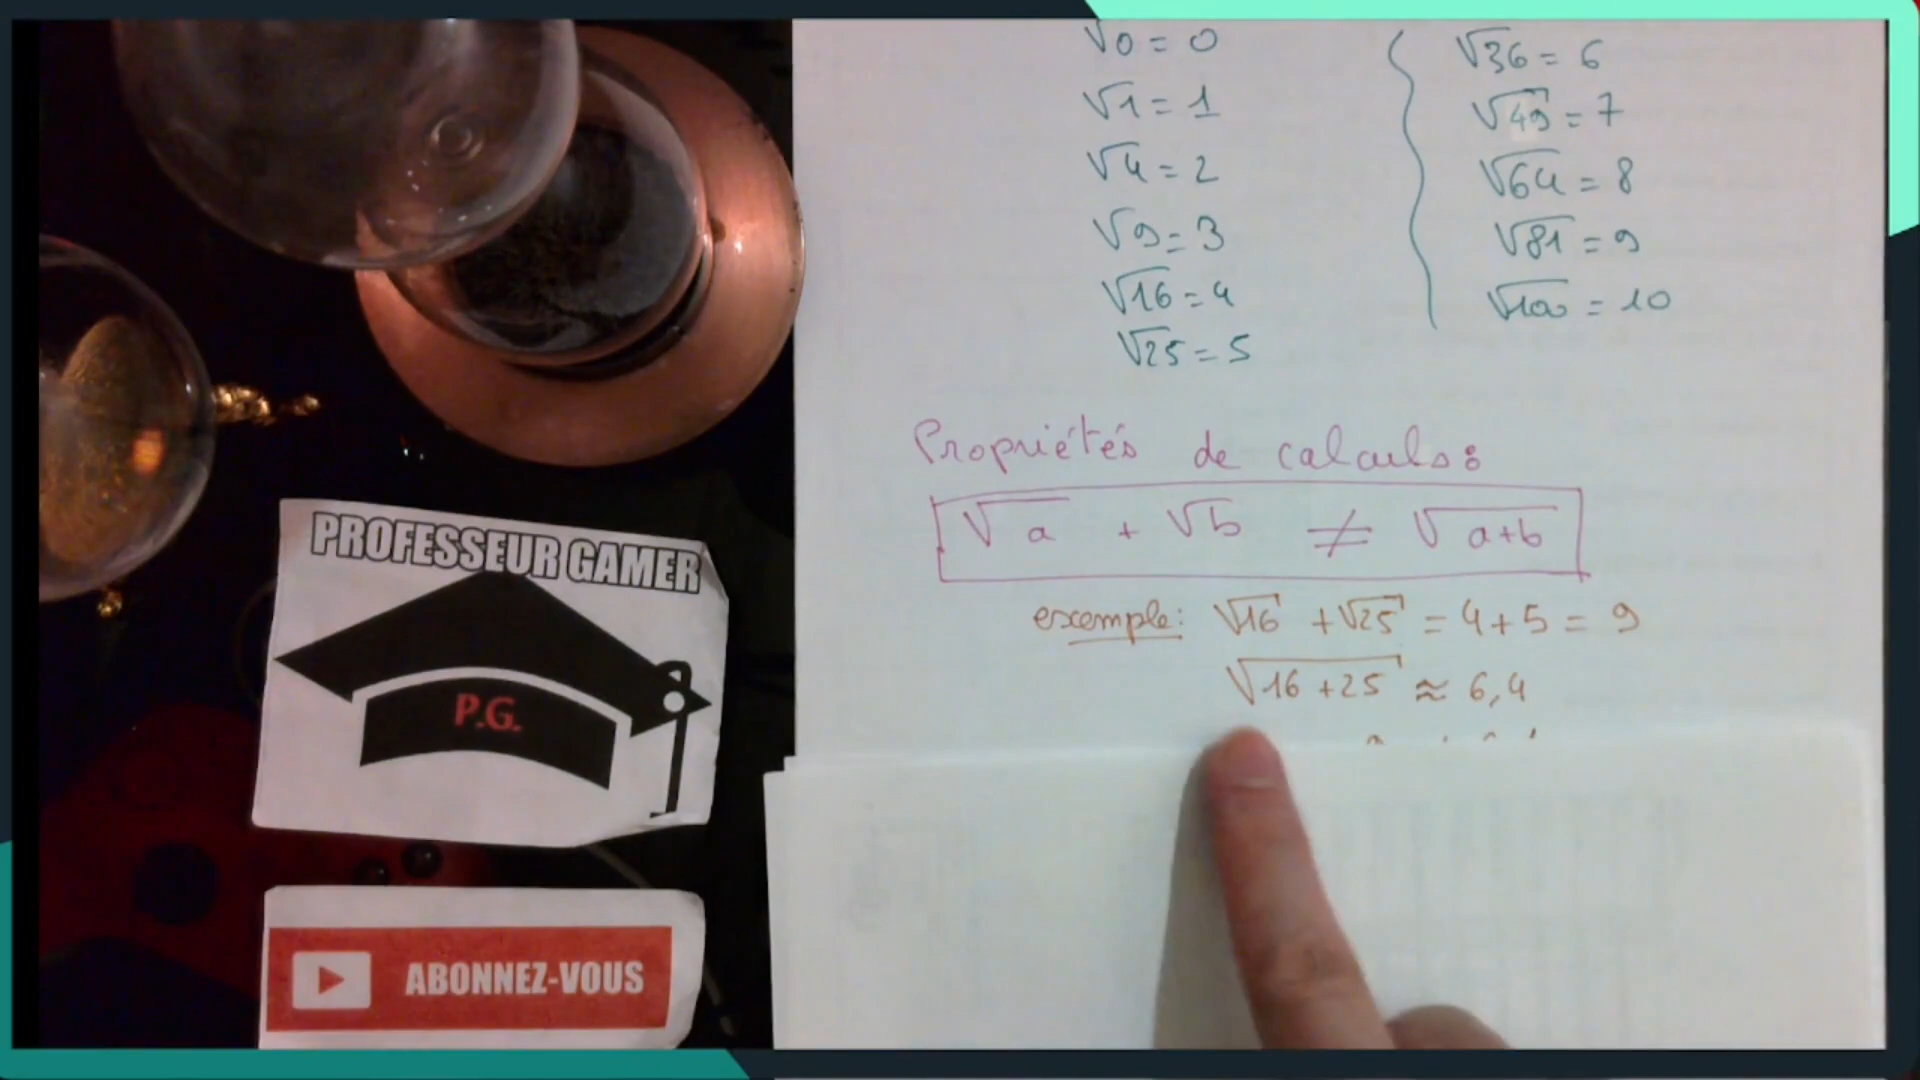 PROFESSEUR GAMER
P.G.
ABONNEZ-VOUS
√0 = 0
√1 = 1
√4 = 2
√9 = 3
√16 = 4
√25 = 5
√36 = 6
√49 = 7
√64 = 8
√81 = 9
√100 = 10
Propriétés de calculs :
√a + √b ≠ √a+b
exemple : √16 + √25 = 4 + 5 = 9
√16 + 25 ≈ 6,4